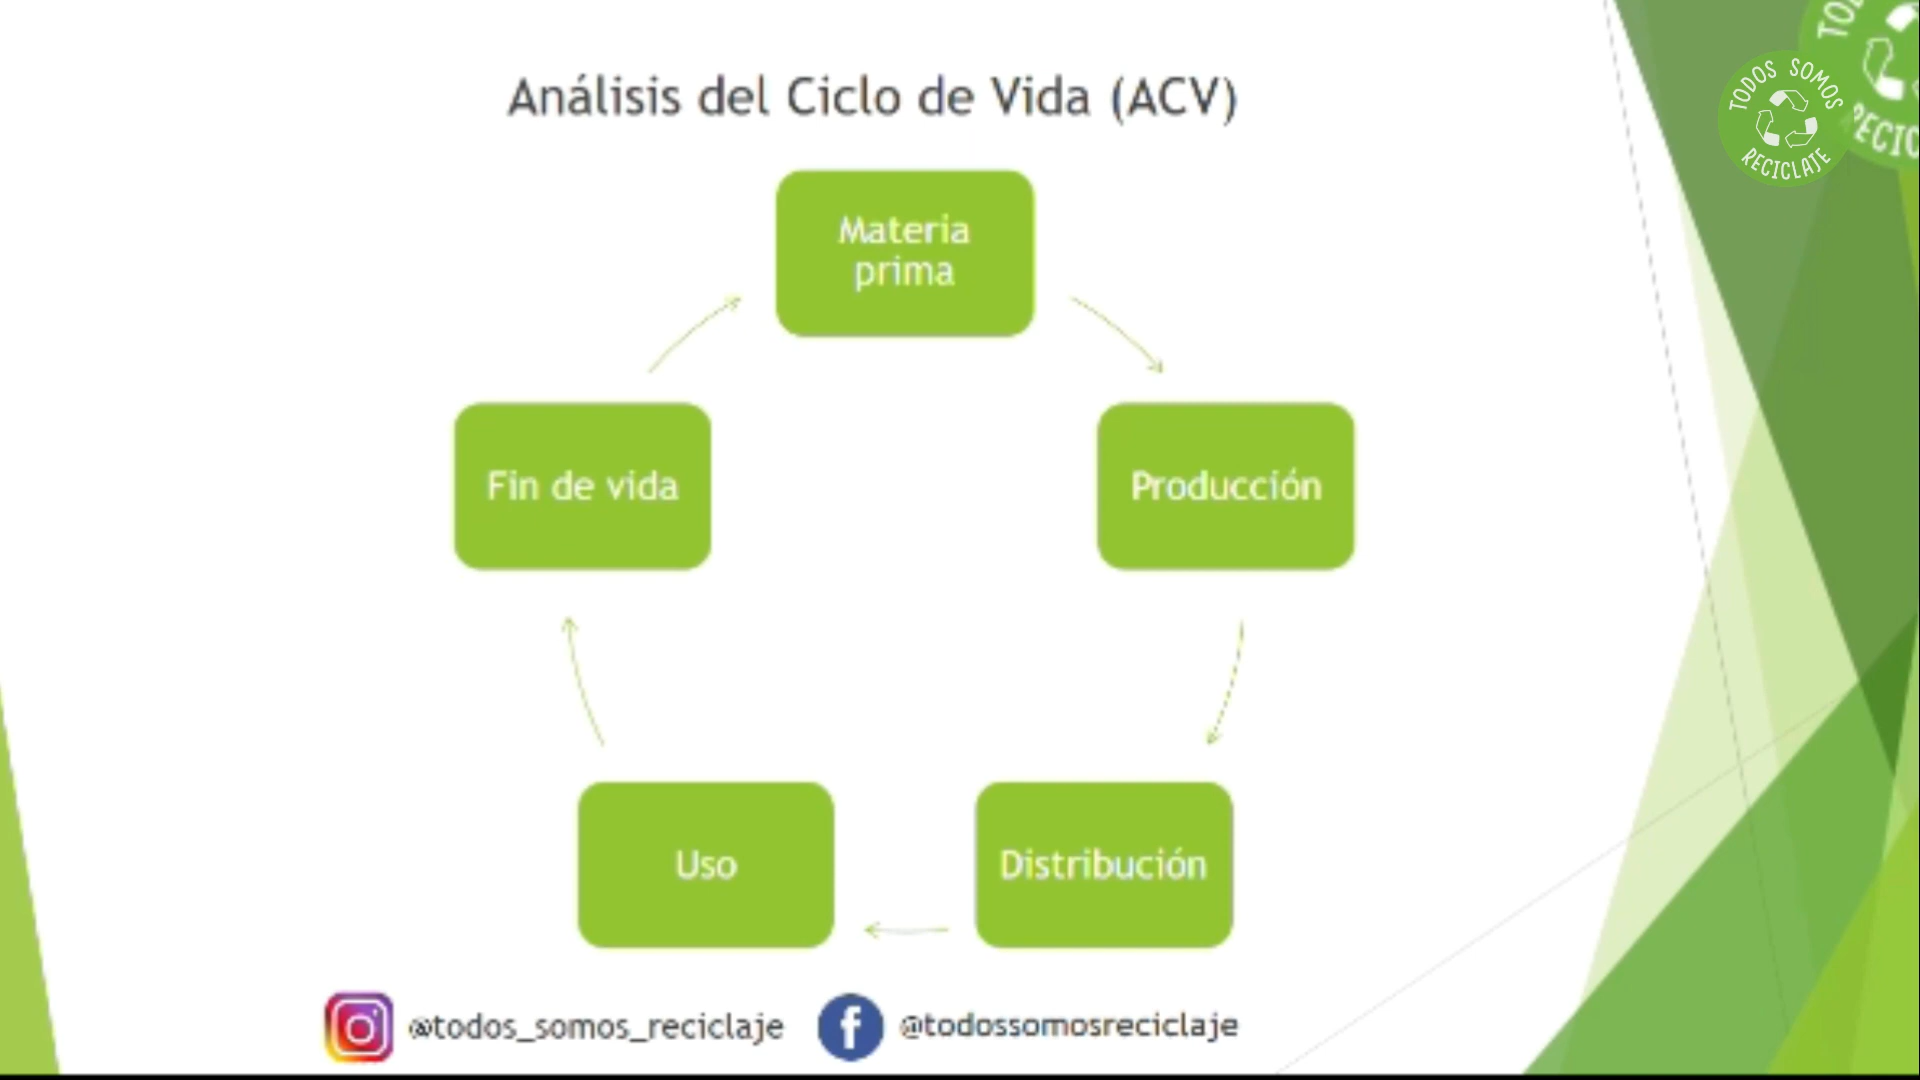 Análisis del Ciclo de Vida (ACV)
TODOS SOMOS
RECICLAJE
Materia
prima
Fin de vida
Producción
Uso
Distribución
@todos_somos_reciclaje
@todossomosreciclaje